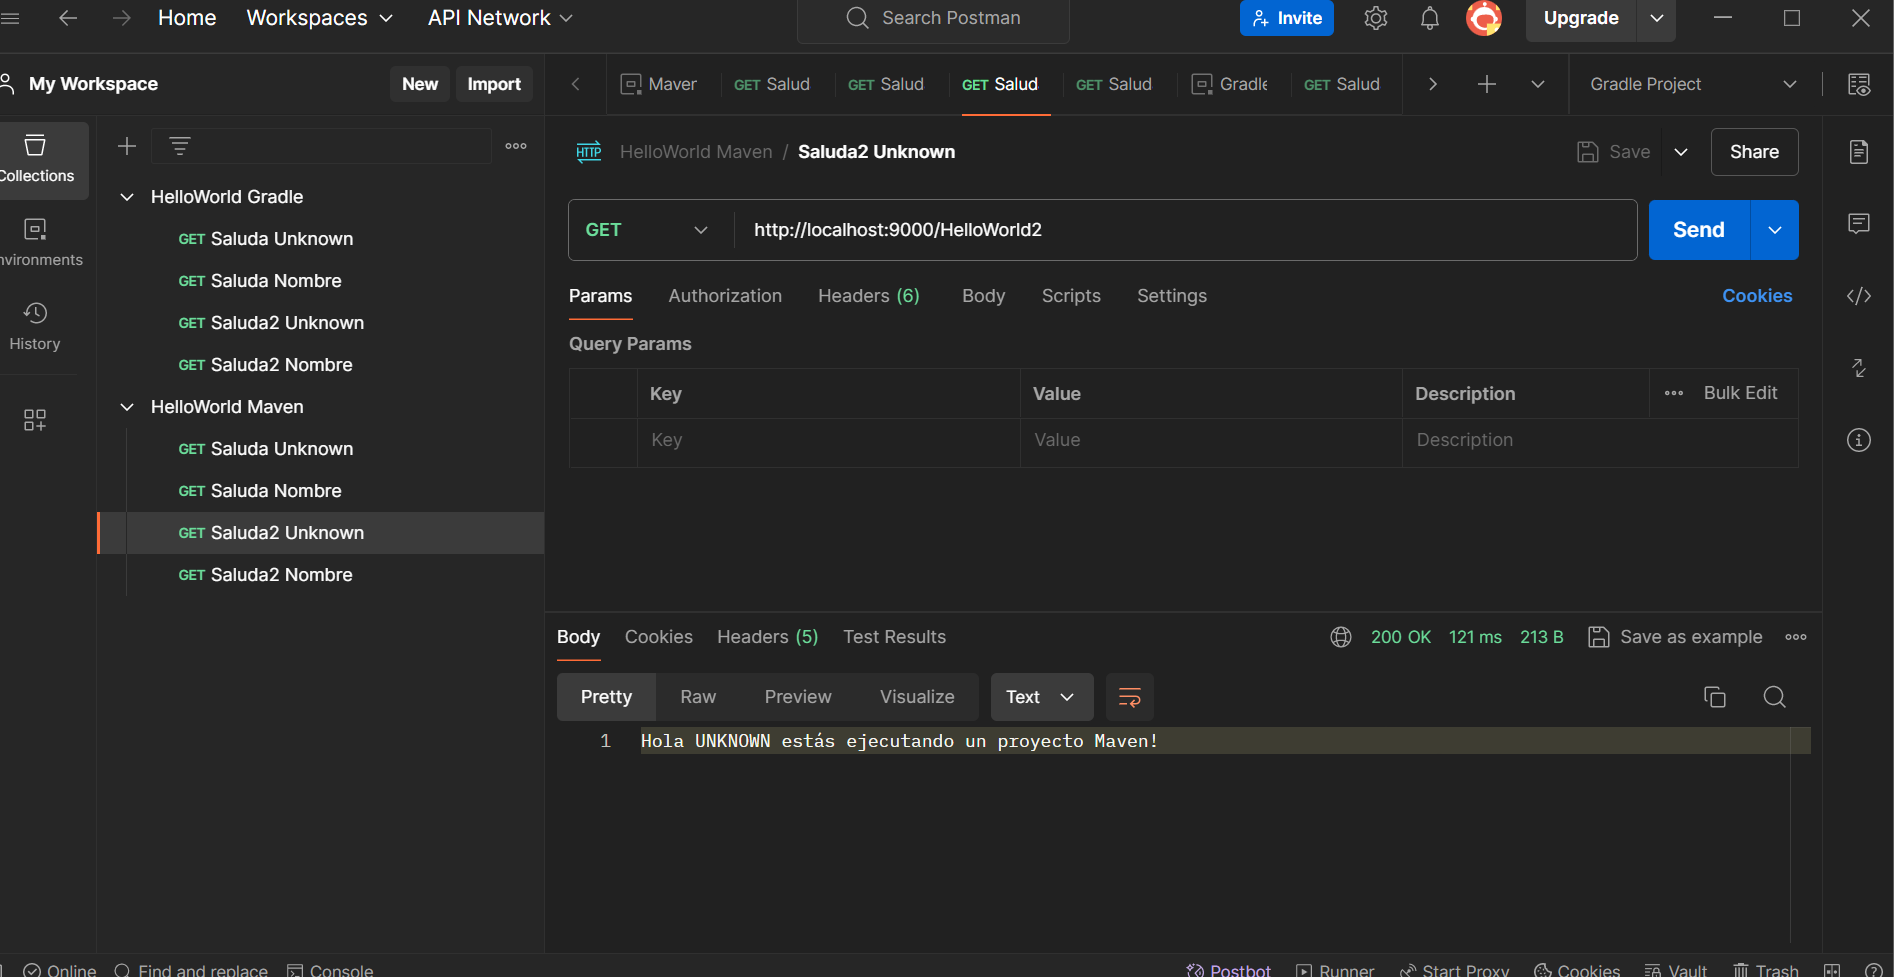 Home Workspaces API Network Search Postman Invite Upgrade
My Workspace New Import Maver GET Salud GET Salud GET Salud GET Salud Gradle GET Salud Gradle Project
Collections
nvironments
History
HelloWorld Gradle
GET Saluda Unknown
GET Saluda Nombre
GET Saluda2 Unknown
GET Saluda2 Nombre
HelloWorld Maven
GET Saluda Unknown
GET Saluda Nombre
GET Saluda2 Unknown
GET Saluda2 Nombre
HTTP HelloWorld Maven / Saluda2 Unknown Save Share
GET http://localhost:9000/HelloWorld2 Send
Params Authorization Headers (6) Body Scripts Settings Cookies
Query Params
Key Value Description Bulk Edit
Key Value Description
Body Cookies Headers (5) Test Results 200 OK 121 ms 213 B Save as example
Pretty Raw Preview Visualize Text
1 Hola UNKNOWN estás ejecutando un proyecto Maven!
Online Find and replace Console Postbot Runner Start Proxy Cookies Vault Trash